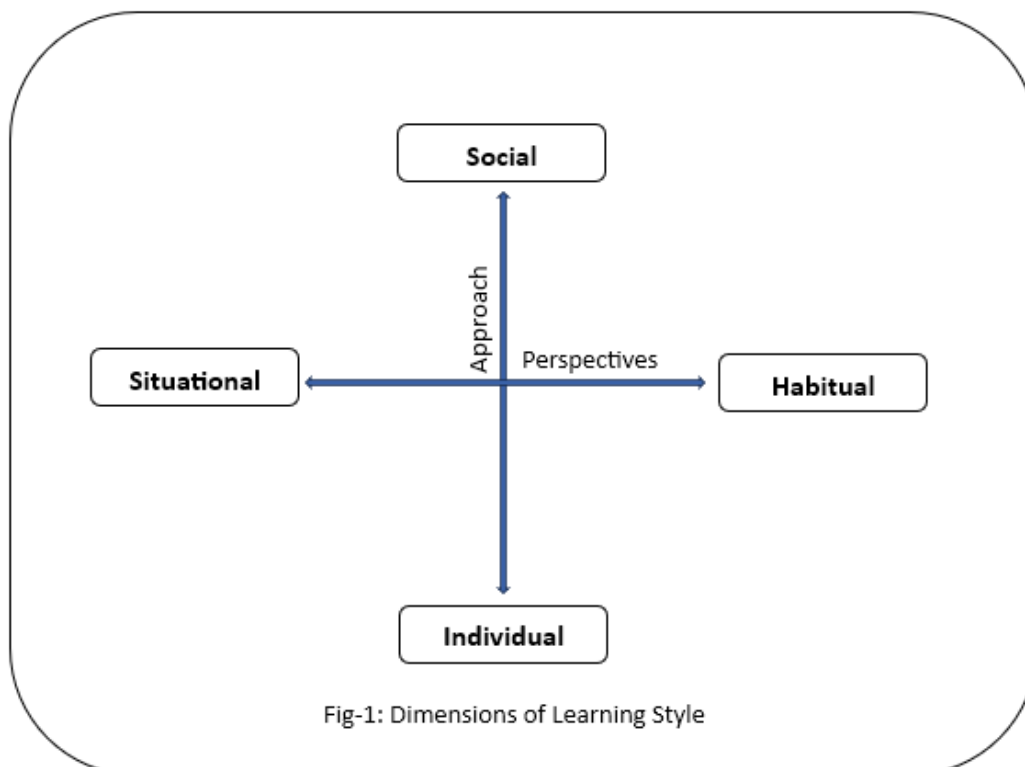 Social
Approach
Perspectives
Situational
Habitual
Individual
Fig-1: Dimensions of Learning Style